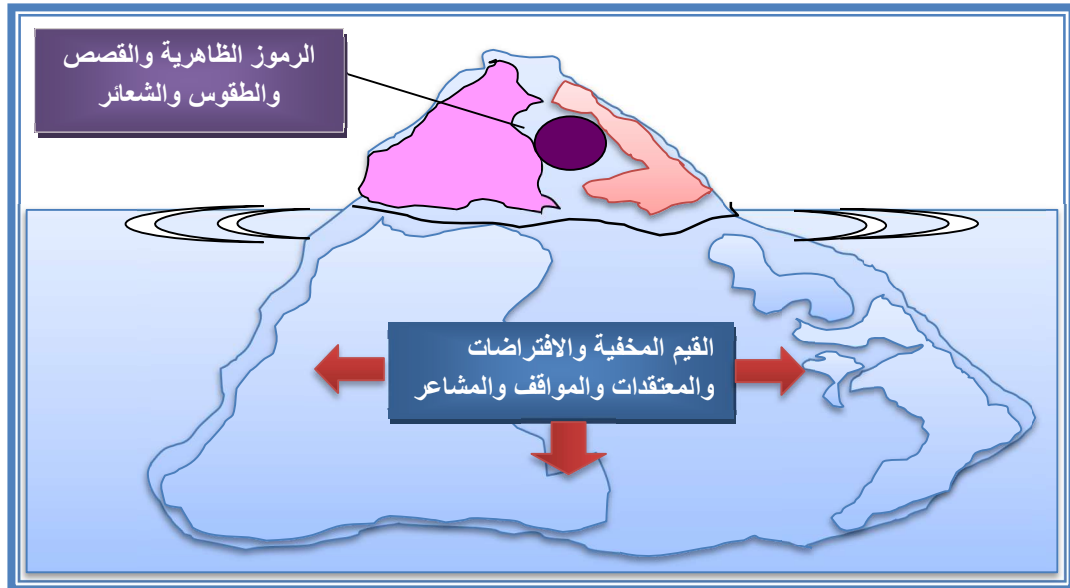 الرموز الظاهرية والقصص
والطقوس والشعائر
القيم المخفية والافتراضات
والمعتقدات والمواقف والمشاعر